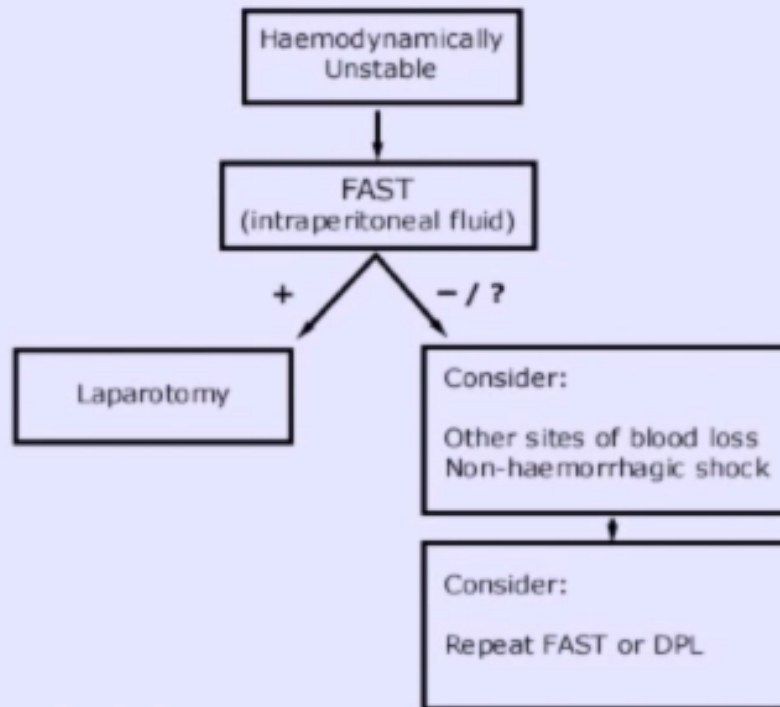 Haemodynamically
Unstable
FAST
(intraperitoneal fluid)
+
– / ?
Laparotomy
Consider:
Other sites of blood loss
Non-haemorrhagic shock
Consider:
Repeat FAST or DPL